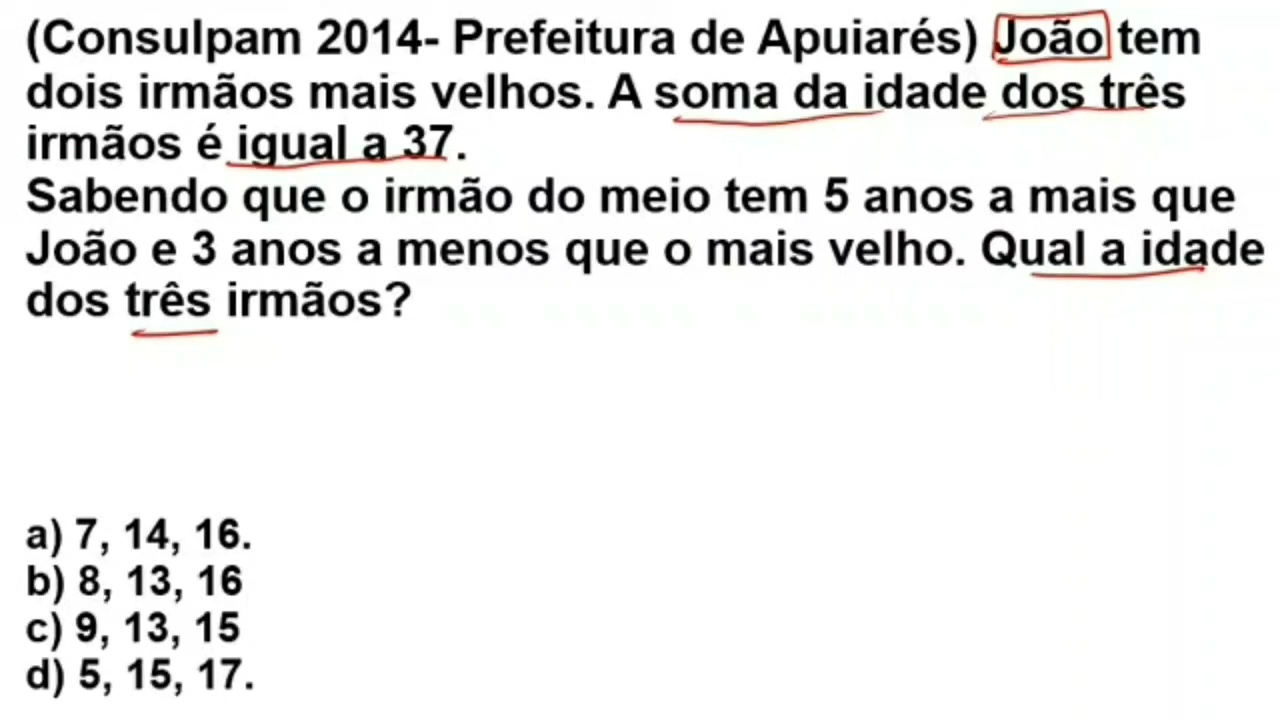 (Consulpam 2014- Prefeitura de Apuiarés) João tem
dois irmãos mais velhos. A soma da idade dos três
irmãos é igual a 37.
Sabendo que o irmão do meio tem 5 anos a mais que
João e 3 anos a menos que o mais velho. Qual a idade
dos três irmãos?
a) 7, 14, 16.
b) 8, 13, 16
c) 9, 13, 15
d) 5, 15, 17.